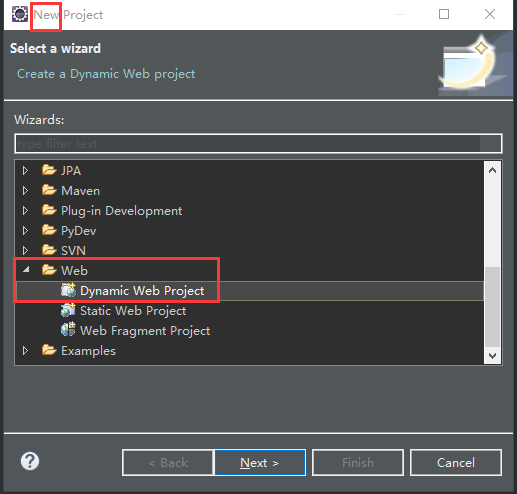 New Project
Select a wizard
Create a Dynamic Web project
Wizards:
type filter text
JPA
Maven
Plug-in Development
PyDev
SVN
Web
Dynamic Web Project
Static Web Project
Web Fragment Project
Examples
< Back
Next >
Finish
Cancel